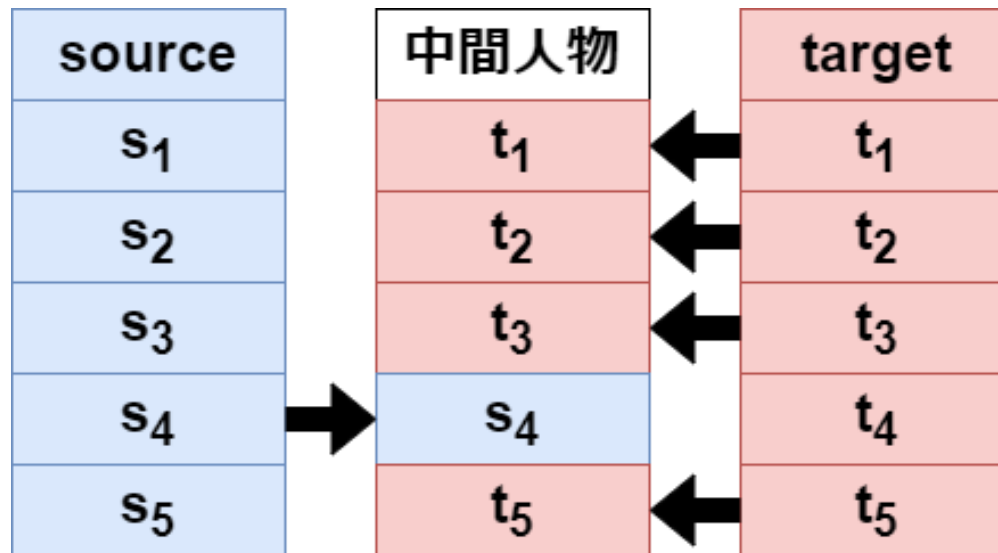 source 中間人物 target
s₁ t₁ t₁
s₂ t₂ t₂
s₃ t₃ t₃
s₄ s₄ t₄
s₅ t₅ t₅